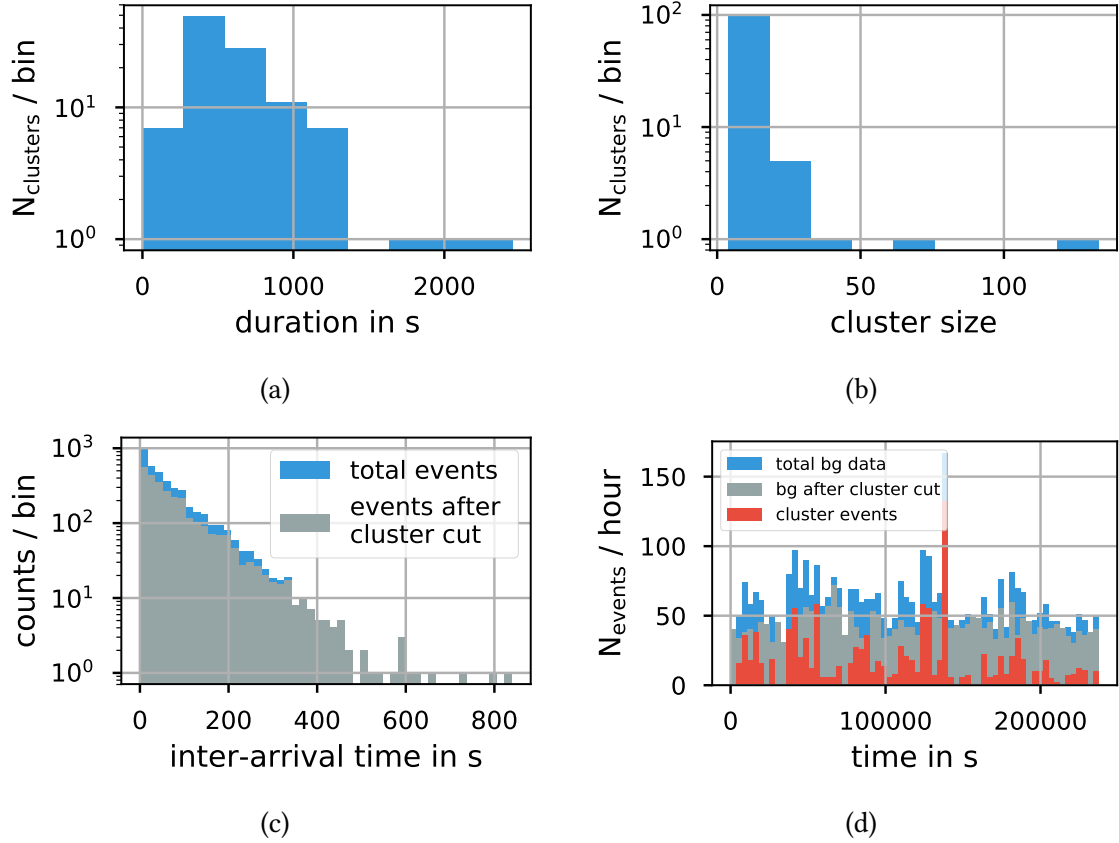 N_clusters / bin
10^1
10^0
0
1000
2000
duration in s
(a)
N_clusters / bin
10^2
10^1
10^0
0
50
100
cluster size
(b)
counts / bin
10^3
10^2
10^1
10^0
total events
events after
cluster cut
0
200
400
600
800
inter-arrival time in s
(c)
N_events / hour
150
100
50
0
total bg data
bg after cluster cut
cluster events
0
100000
200000
time in s
(d)